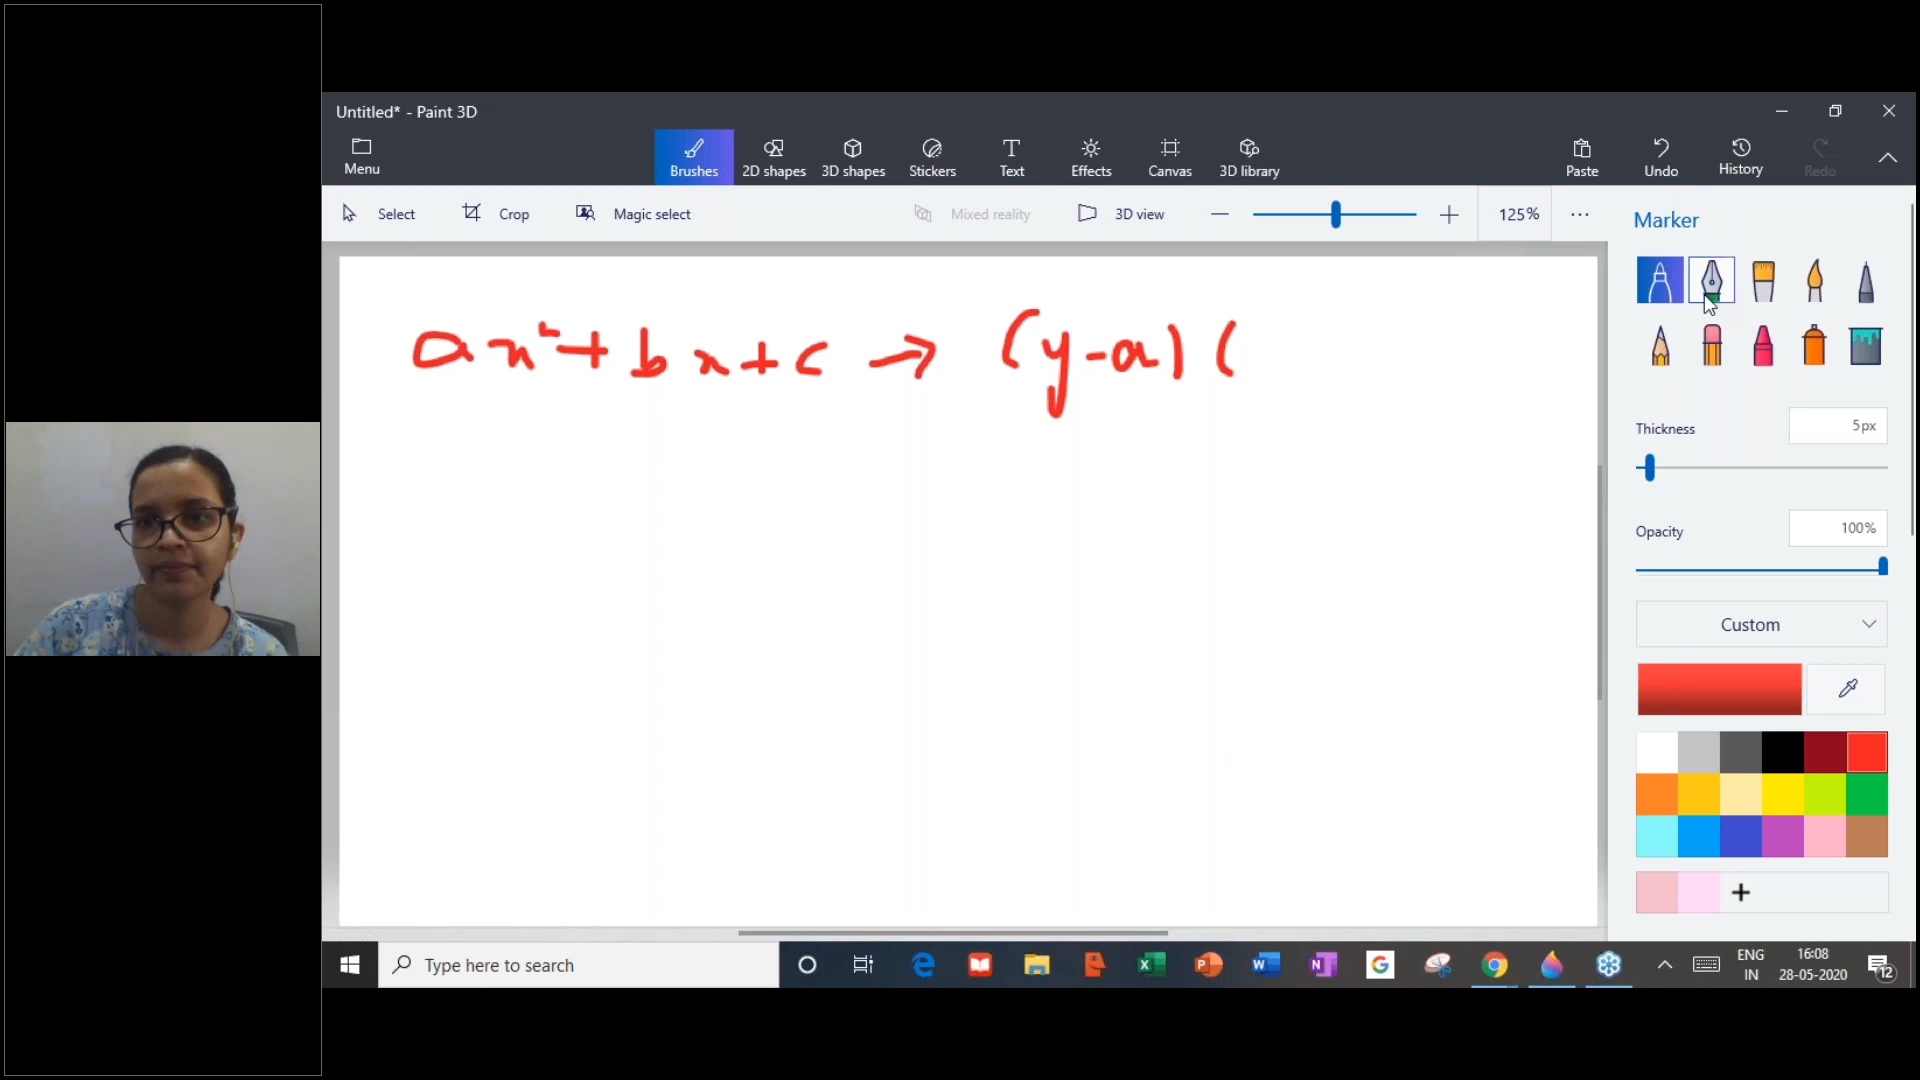 Untitled* - Paint 3D
Menu
Brushes
2D shapes
3D shapes
Stickers
Text
Effects
Canvas
3D library
Paste
Undo
History
Redo
Select
Crop
Magic select
Mixed reality
3D view
125%
Marker
ax²+bx+c → (y-a) (
Thickness
5px
Opacity
100%
Custom
Type here to search
ENG
IN
16:08
28-05-2020
12